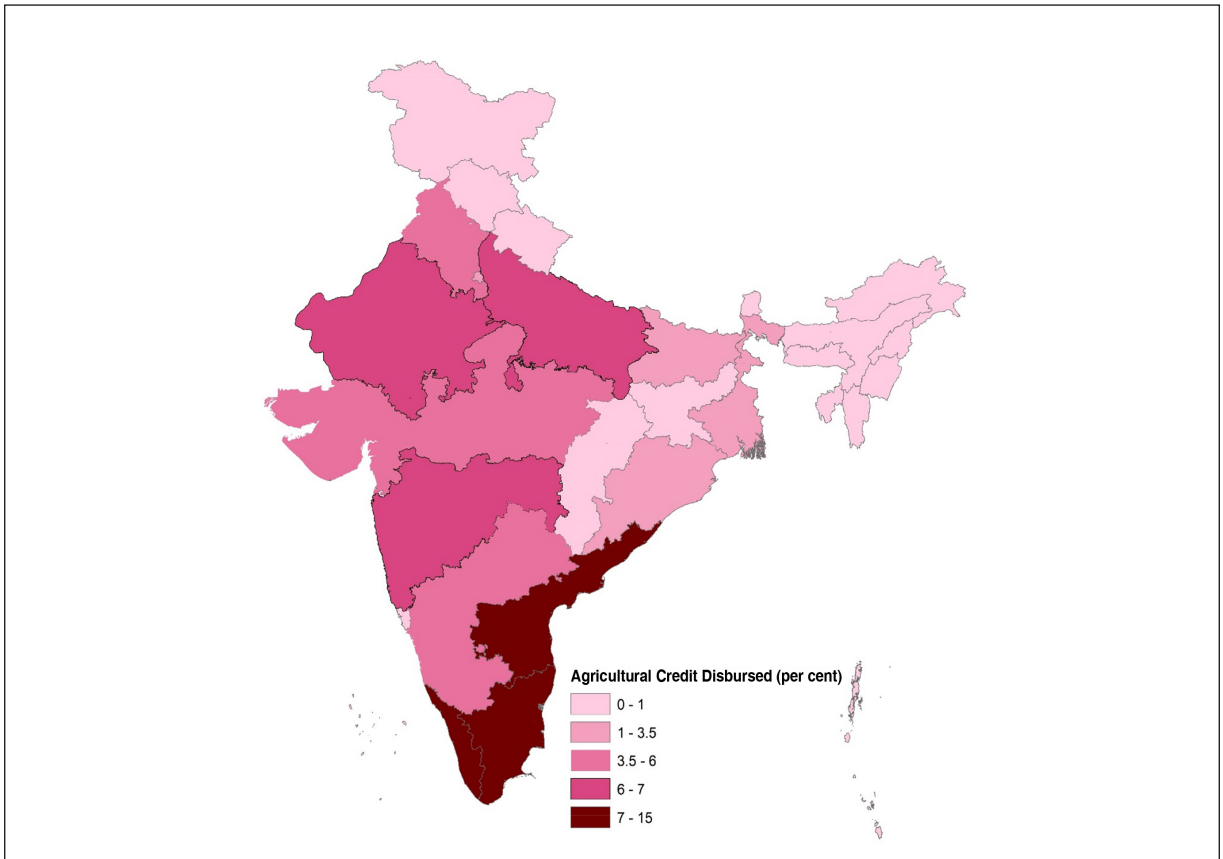 Agricultural Credit Disbursed (per cent)
0 - 1
1 - 3.5
3.5 - 6
6 - 7
7 - 15